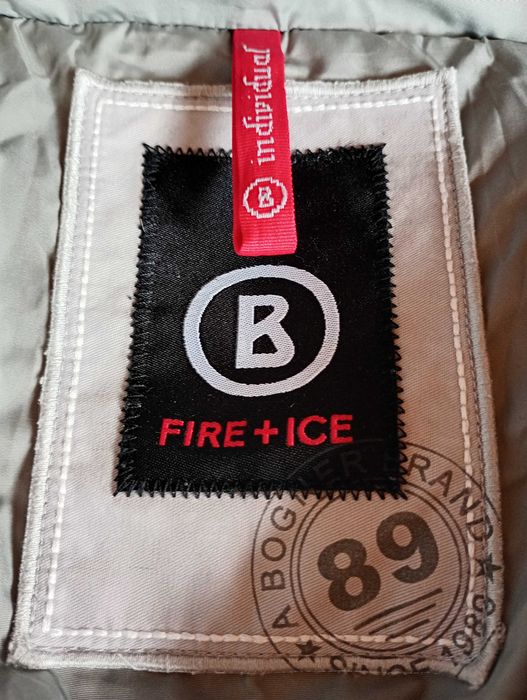 individual
B
B
FIRE + ICE
A BOGNER BRAND
89
SINCE 1989